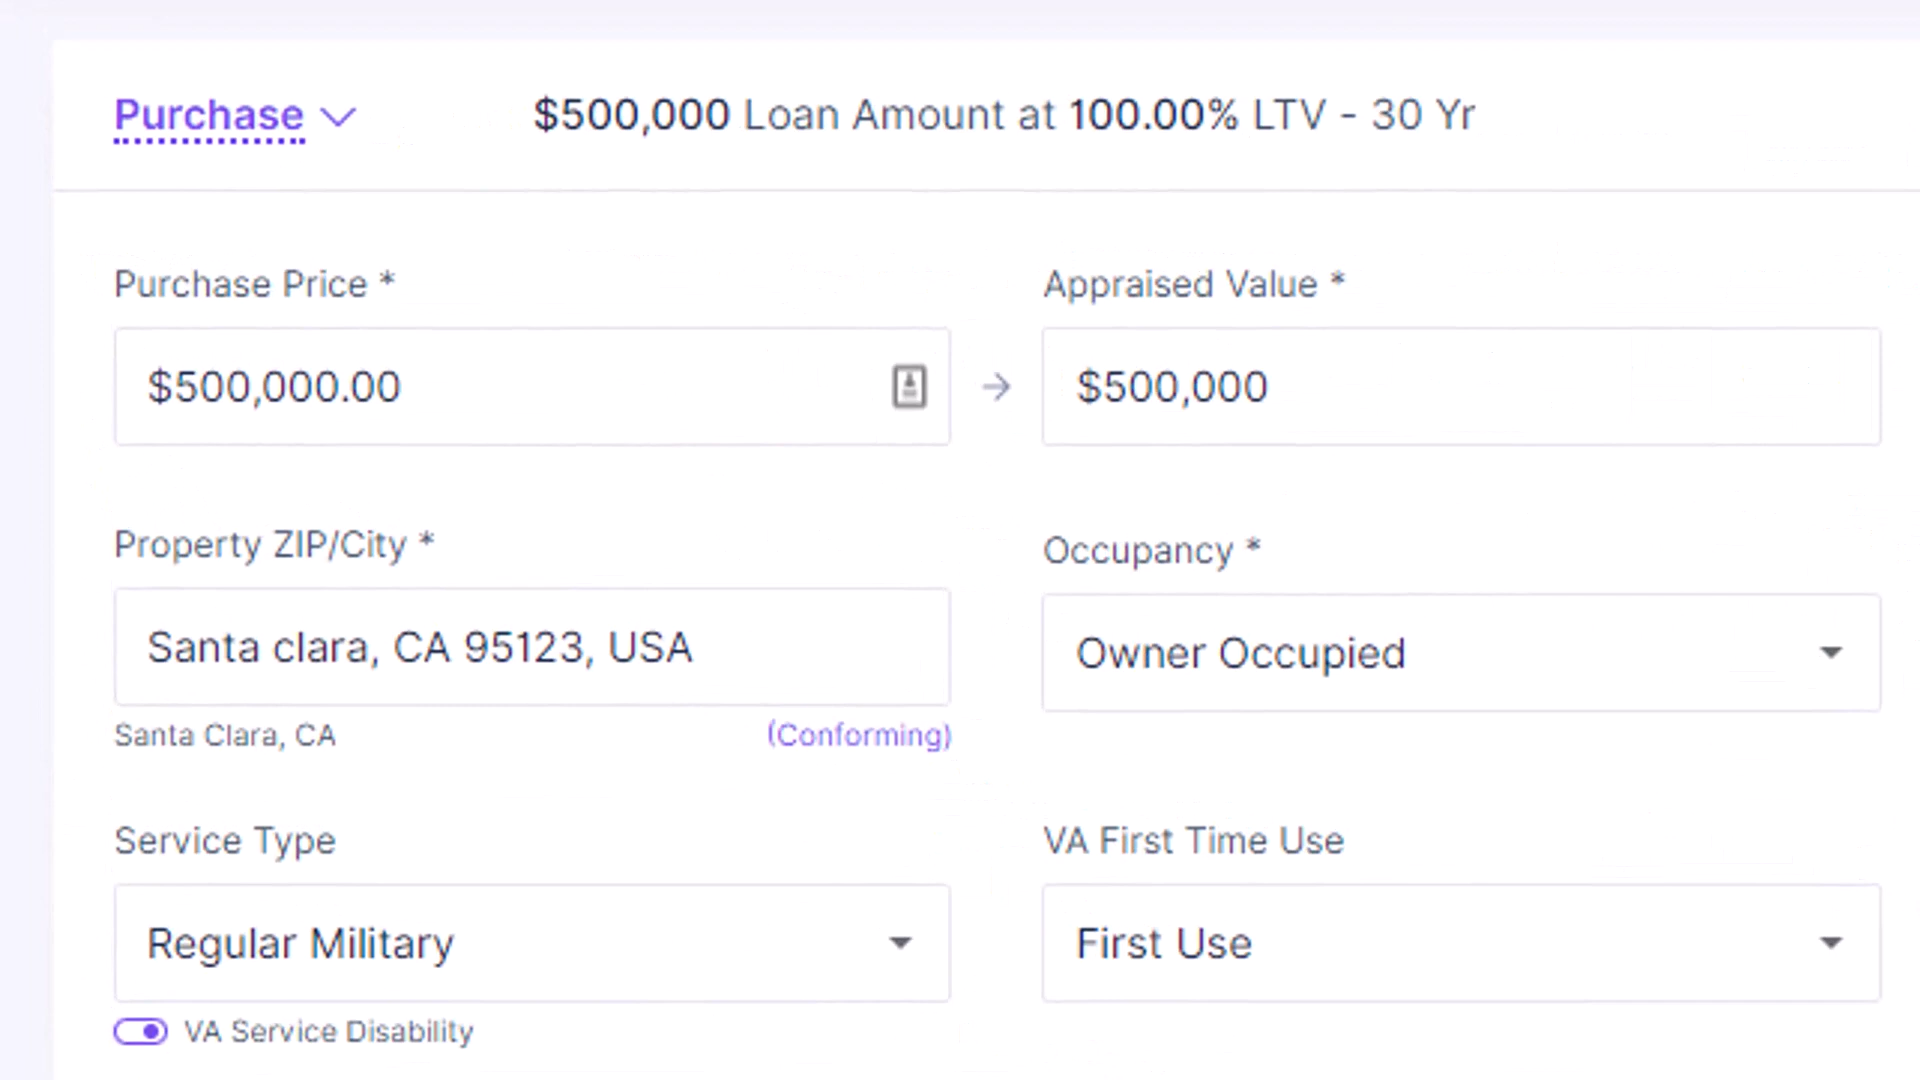 Purchase
$500,000 Loan Amount at 100.00% LTV - 30 Yr
Purchase Price *
Appraised Value *
$500,000.00
$500,000
Property ZIP/City *
Occupancy *
Santa clara, CA 95123, USA
Owner Occupied
Santa Clara, CA
(Conforming)
Service Type
VA First Time Use
Regular Military
First Use
VA Service Disability